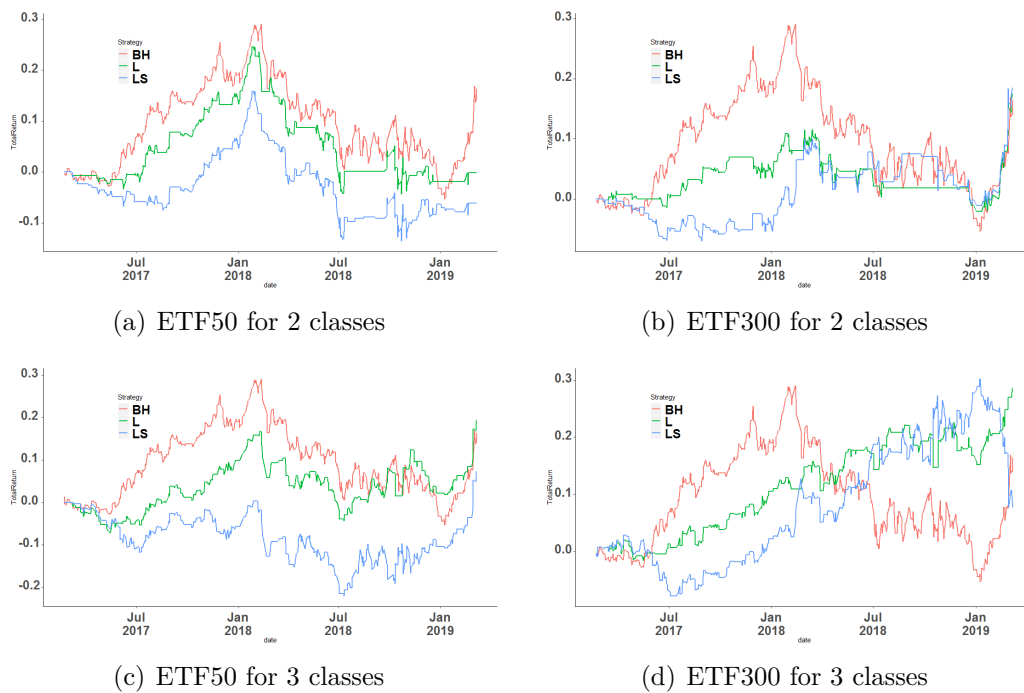 0.3
0.2
0.1
0.0
-0.1
TotalReturn
Strategy
BH
L
LS
Jul
2017
Jan
2018
Jul
2018
Jan
2019
date
(a) ETF50 for 2 classes
0.3
0.2
0.1
0.0
TotalReturn
Strategy
BH
L
LS
Jul
2017
Jan
2018
Jul
2018
Jan
2019
date
(b) ETF300 for 2 classes
0.3
0.2
0.1
0.0
-0.1
-0.2
TotalReturn
Strategy
BH
L
LS
Jul
2017
Jan
2018
Jul
2018
Jan
2019
date
(c) ETF50 for 3 classes
0.3
0.2
0.1
0.0
TotalReturn
Strategy
BH
L
LS
Jul
2017
Jan
2018
Jul
2018
Jan
2019
date
(d) ETF300 for 3 classes